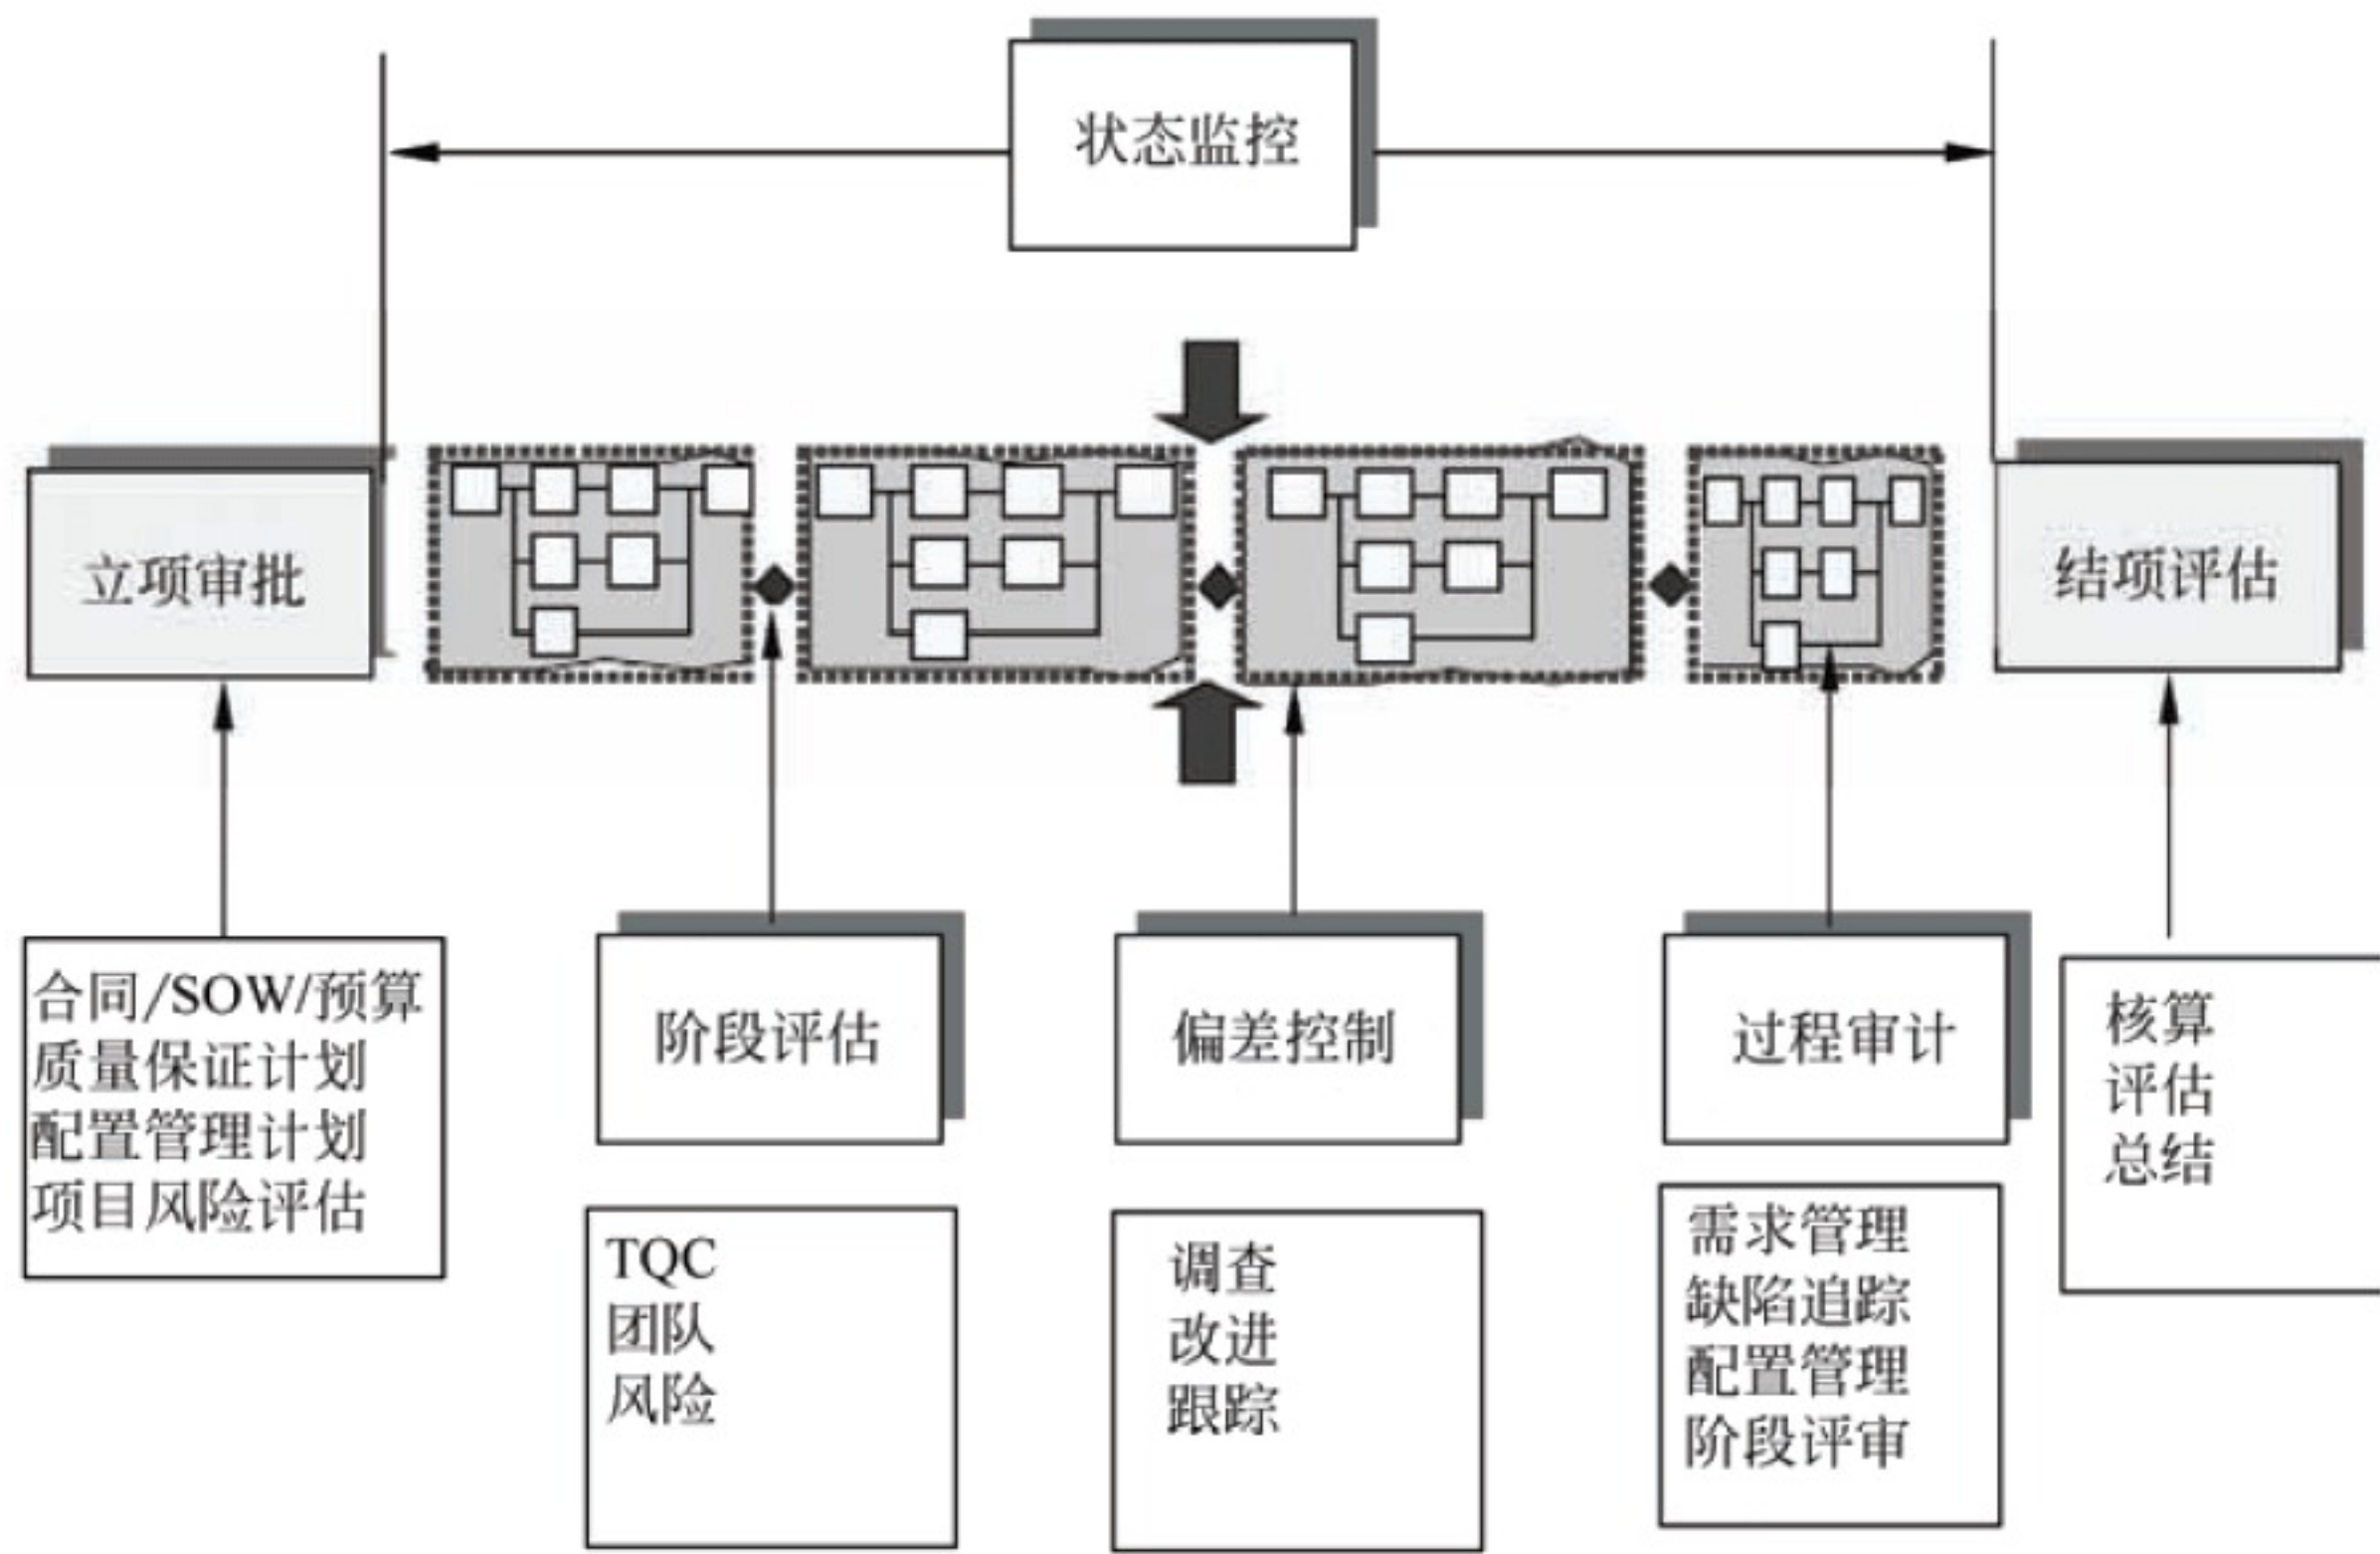 状态监控
立项审批
结项评估
合同/SOW/预算
质量保证计划
配置管理计划
项目风险评估
阶段评估
TQC
团队
风险
偏差控制
调查
改进
跟踪
过程审计
需求管理
缺陷追踪
配置管理
阶段评审
核算
评估
总结